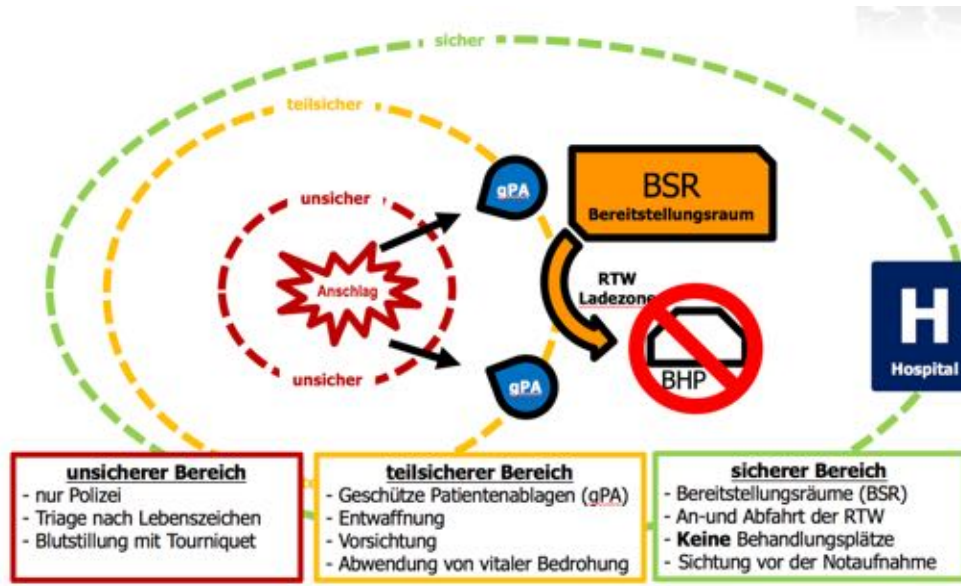 sicher
teilsicher
gPA
BSR
Bereitstellungsraum
unsicher
Anschlag
RTW
Ladezone
H
Hospital
BHP
unsicher
gPA
unsicherer Bereich
- nur Polizei
- Triage nach Lebenszeichen
- Blutstillung mit Tourniquet
teilsicherer Bereich
- Geschütze Patientenablagen (gPA)
- Entwaffnung
- Vorsichtung
- Abwendung von vitaler Bedrohung
sicherer Bereich
- Bereitstellungsräume (BSR)
- An-und Abfahrt der RTW
- Keine Behandlungsplätze
- Sichtung vor der Notaufnahme